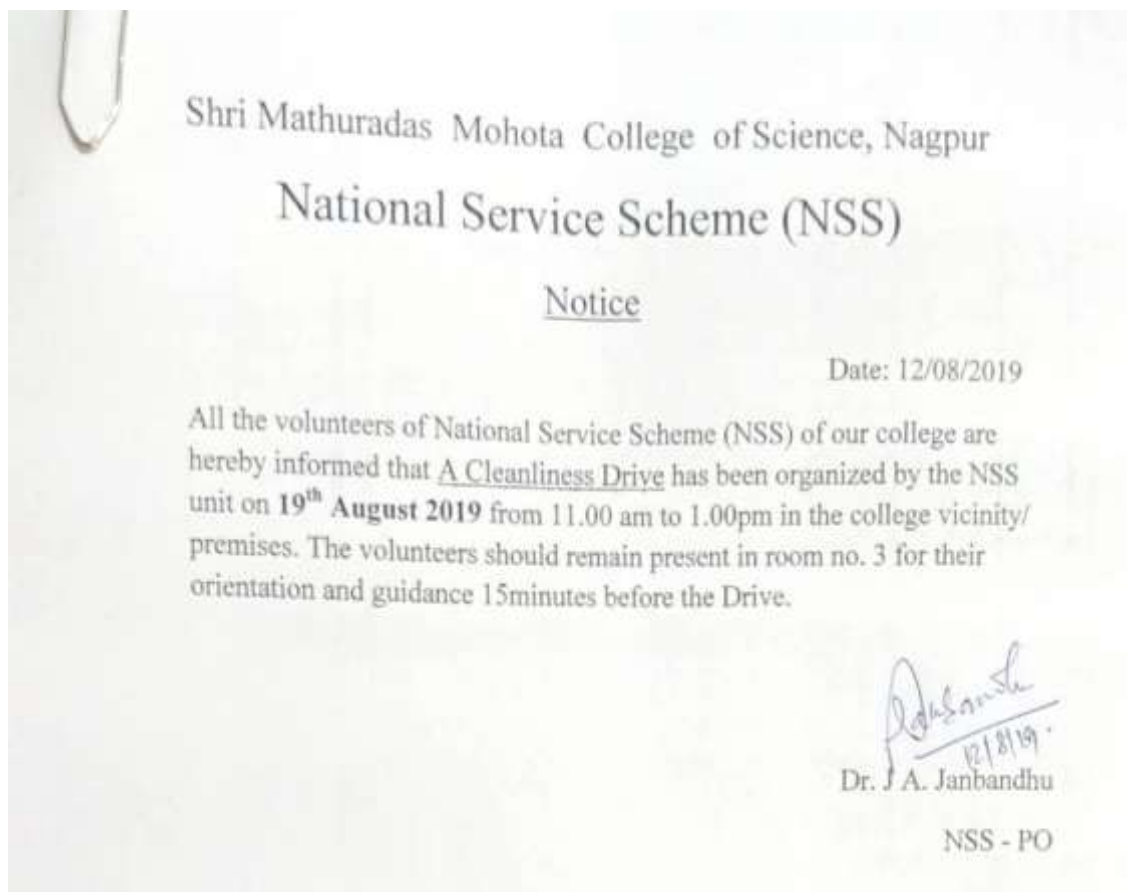 Shri Mathuradas Mohota College of Science, Nagpur
National Service Scheme (NSS)
Notice
Date: 12/08/2019
All the volunteers of National Service Scheme (NSS) of our college are
hereby informed that A Cleanliness Drive has been organized by the NSS
unit on 19th August 2019 from 11.00 am to 1.00pm in the college vicinity/
premises. The volunteers should remain present in room no. 3 for their
orientation and guidance 15minutes before the Drive.
12/8/19.
Dr. J A. Janbandhu
NSS - PO